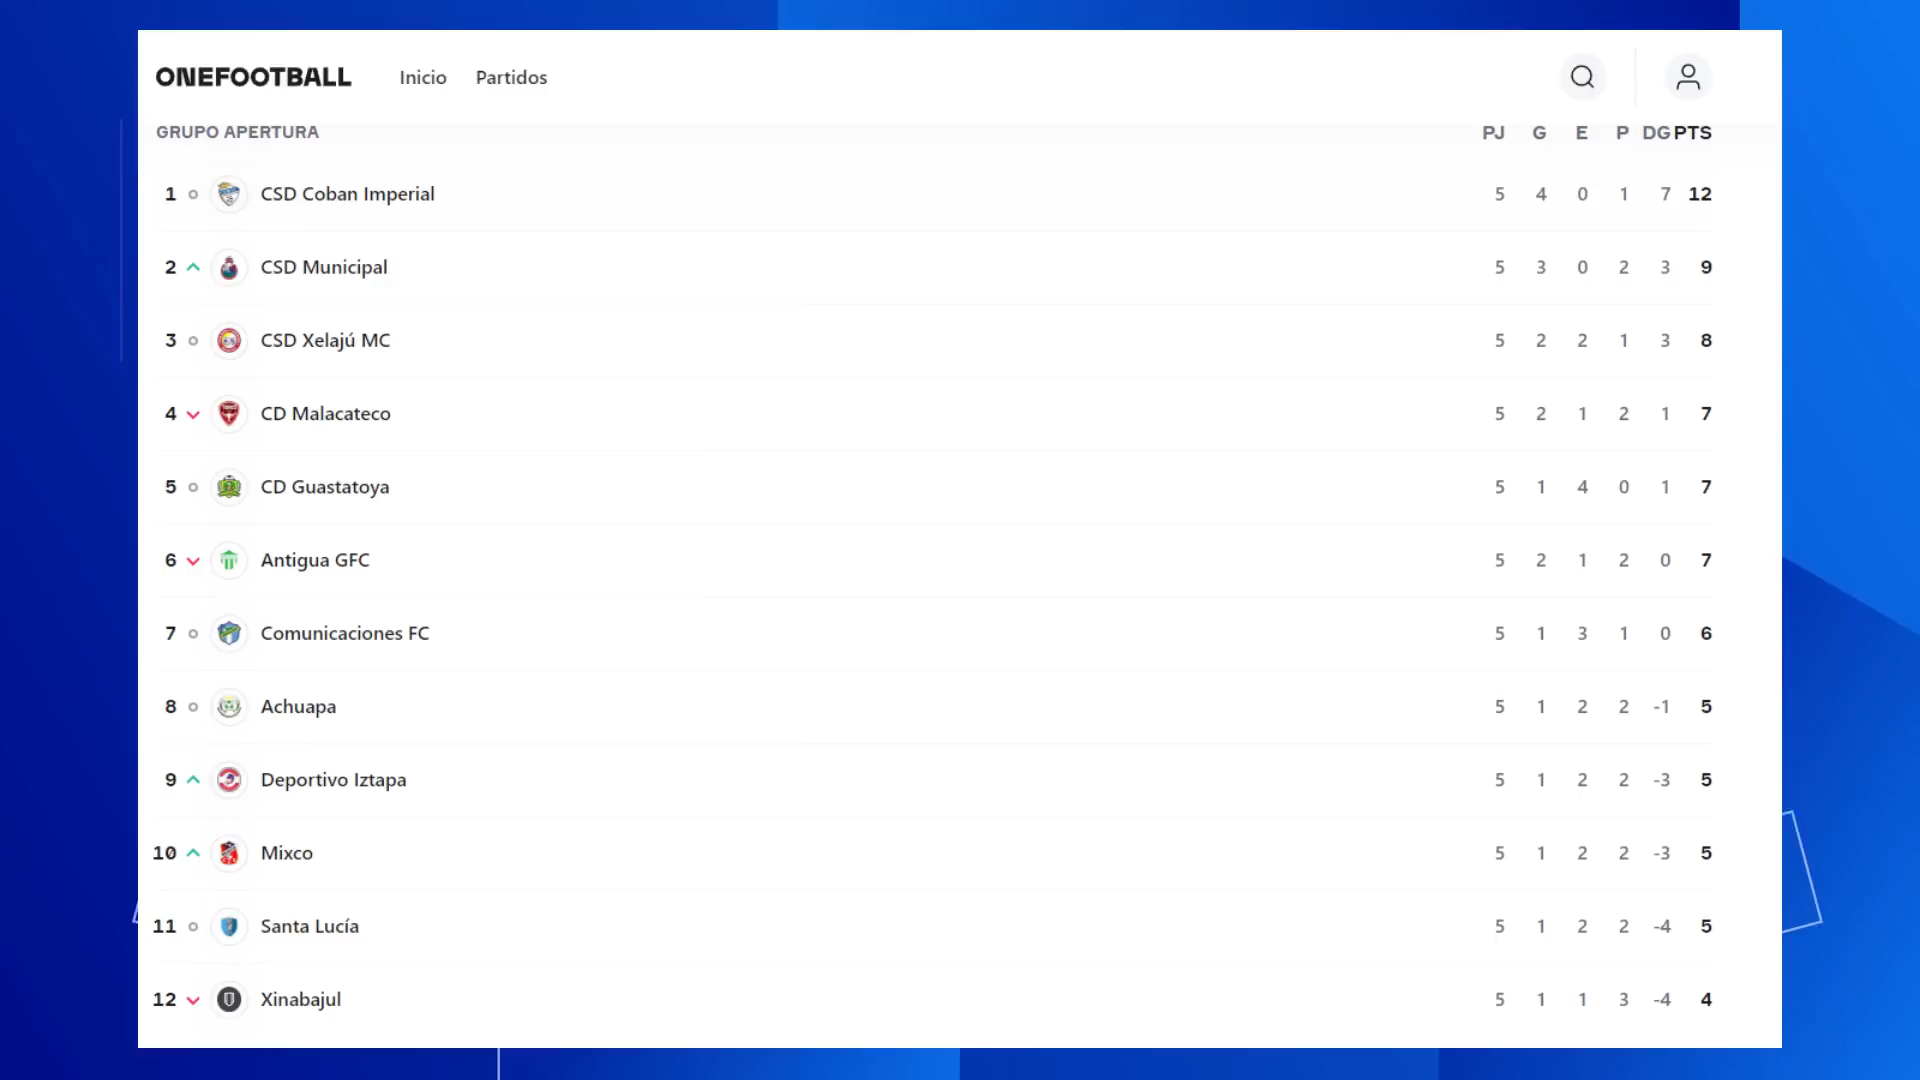 ONEFOOTBALL Inicio Partidos
GRUPO APERTURA PJ G E P DG PTS
1 CSD Coban Imperial 5 4 0 1 7 12
2 CSD Municipal 5 3 0 2 3 9
3 CSD Xelajú MC 5 2 2 1 3 8
4 CD Malacateco 5 2 1 2 1 7
5 CD Guastatoya 5 1 4 0 1 7
6 Antigua GFC 5 2 1 2 0 7
7 Comunicaciones FC 5 1 3 1 0 6
8 Achuapa 5 1 2 2 -1 5
9 Deportivo Iztapa 5 1 2 2 -3 5
10 Mixco 5 1 2 2 -3 5
11 Santa Lucía 5 1 2 2 -4 5
12 Xinabajul 5 1 1 3 -4 4